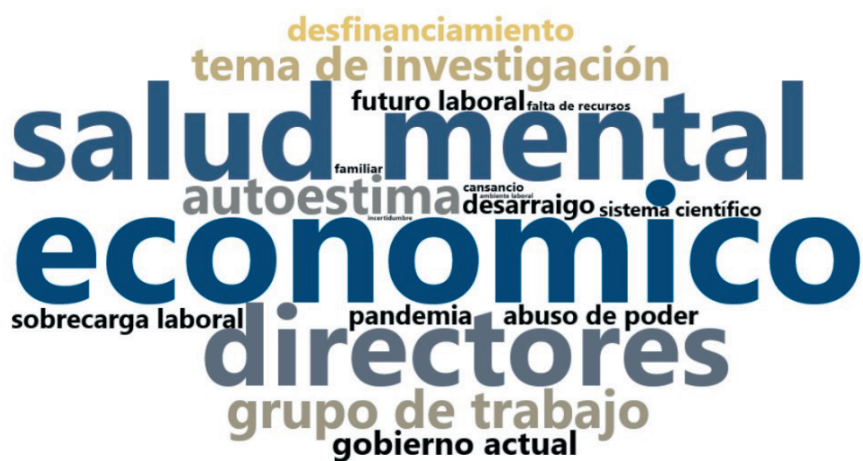 desfinanciamiento
tema de investigación
futuro laboral
falta de recursos
salud mental
familiar
cansancio
ambiente laboral
autoestima
desarraigo
sistema científico
incertidumbre
economico
sobrecarga laboral
pandemia
abuso de poder
directores
grupo de trabajo
gobierno actual